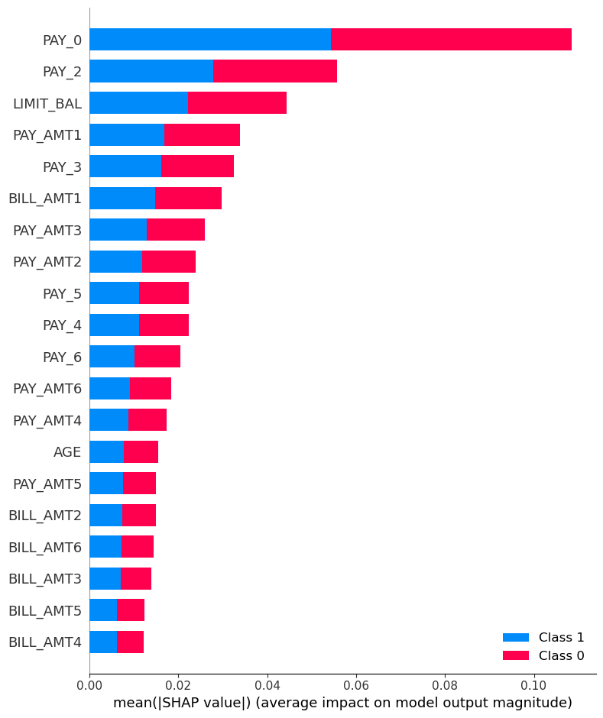 PAY_0
PAY_2
LIMIT_BAL
PAY_AMT1
PAY_3
BILL_AMT1
PAY_AMT3
PAY_AMT2
PAY_5
PAY_4
PAY_6
PAY_AMT6
PAY_AMT4
AGE
PAY_AMT5
BILL_AMT2
BILL_AMT6
BILL_AMT3
BILL_AMT5
BILL_AMT4
Class 1
Class 0
0.00 0.02 0.04 0.06 0.08 0.10
mean(|SHAP value|) (average impact on model output magnitude)